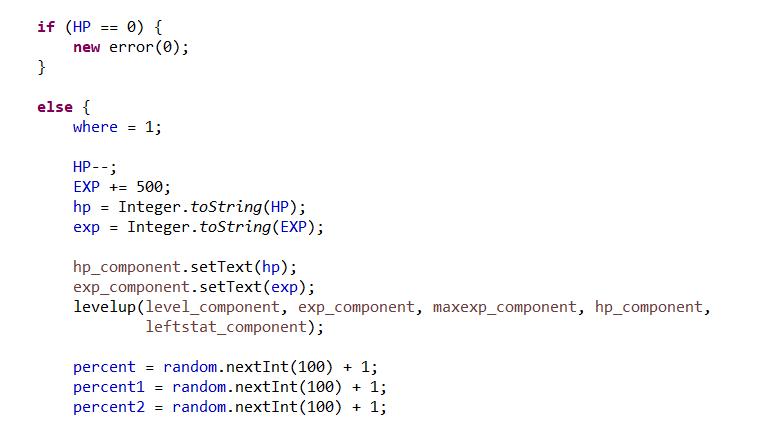 if (HP == 0) {
    new error(0);
}

else {
    where = 1;

    HP--;
    EXP += 500;
    hp = Integer.toString(HP);
    exp = Integer.toString(EXP);

    hp_component.setText(hp);
    exp_component.setText(exp);
    levelup(level_component, exp_component, maxexp_component, hp_component,
            leftstat_component);

    percent = random.nextInt(100) + 1;
    percent1 = random.nextInt(100) + 1;
    percent2 = random.nextInt(100) + 1;